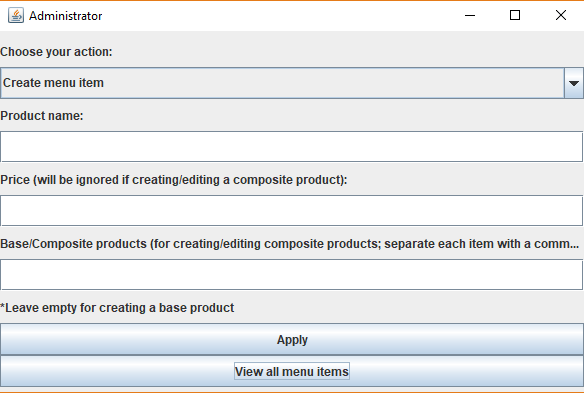 Administrator
Choose your action:
Create menu item
Product name:
Price (will be ignored if creating/editing a composite product):
Base/Composite products (for creating/editing composite products; separate each item with a comm...
*Leave empty for creating a base product
Apply
View all menu items